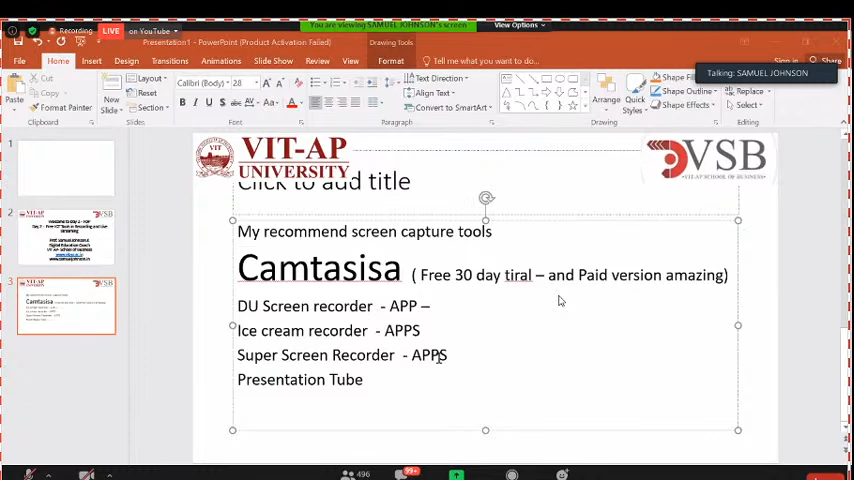 You are viewing SAMUEL JOHNSON's screen
View Options
Recording
LIVE
on YouTube
Presentation1 - PowerPoint (Product Activation Failed)
Drawing Tools
Sign in
Share
File
Home
Insert
Design
Transitions
Animations
Slide Show
Review
View
Format
Tell me what you want to do...
Talking: SAMUEL JOHNSON
Paste
Cut
Copy
Format Painter
Clipboard
New
Slide
Layout
Reset
Section
Slides
Calibri (Body)
28
Font
Text Direction
Align Text
Convert to SmartArt
Paragraph
Arrange
Quick
Styles
Shape Fill
Shape Outline
Shape Effects
Drawing
Replace
Select
Editing
1
2
3
VIT-AP
UNIVERSITY
VSB
VIT-AP SCHOOL OF BUSINESS
Click to add title
My recommend screen capture tools
Camtasisa ( Free 30 day tiral – and Paid version amazing)
DU Screen recorder - APP –
Ice cream recorder - APPS
Super Screen Recorder - APPS
Presentation Tube
496
99+